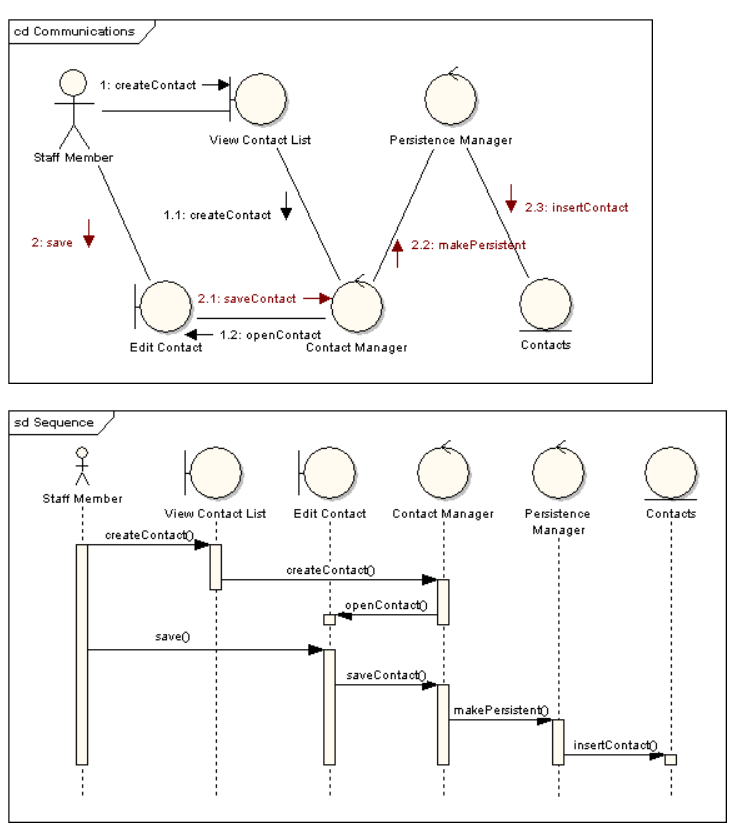 cd Communications
1: createContact
View Contact List
Persistence Manager
Staff Member
1.1: createContact
2.3: insertContact
2: save
2.2: makePersistent
2.1: saveContact
1.2: openContact
Edit Contact
Contact Manager
Contacts
sd Sequence
Staff Member
View Contact List
Edit Contact
Contact Manager
Persistence
Manager
Contacts
createContact()
createContact()
openContact()
save()
saveContact()
makePersistent()
insertContact()